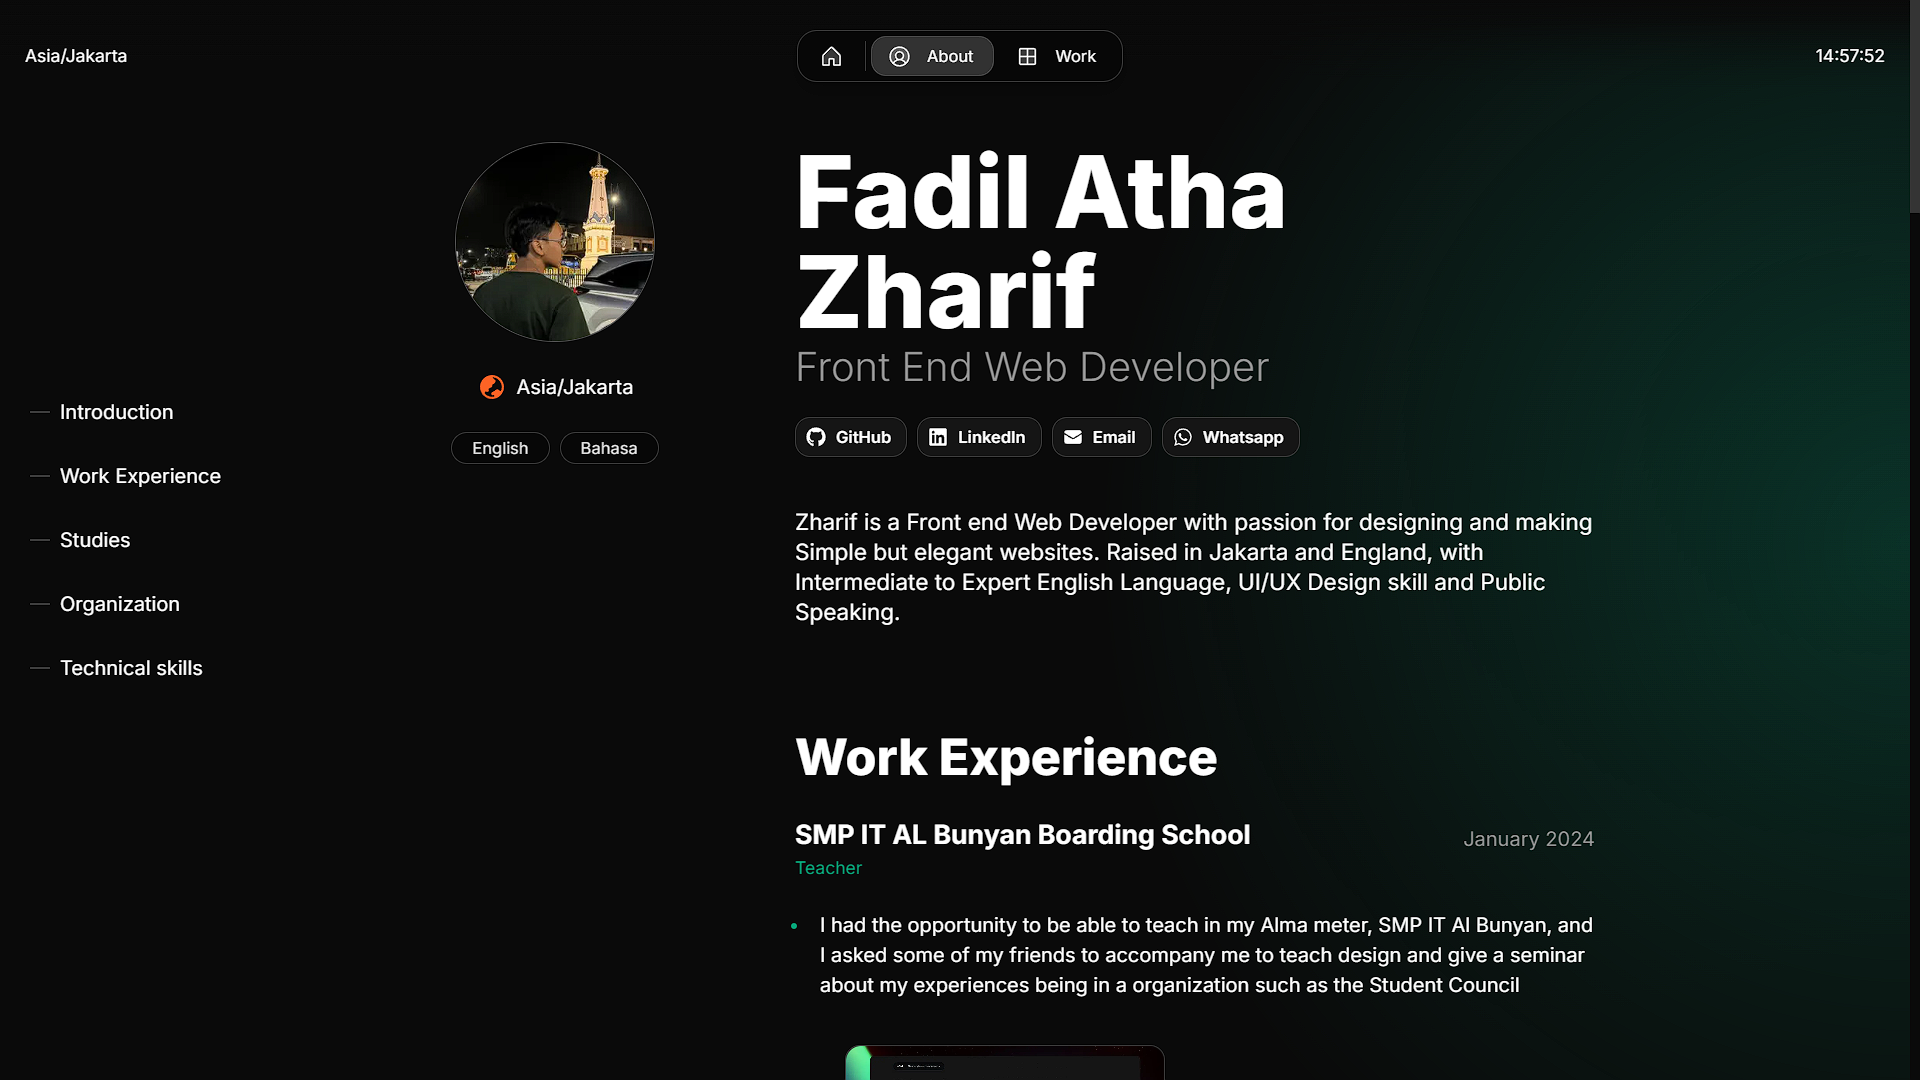 Asia/Jakarta
About
Work
14:57:52
Fadil Atha
Zharif
Front End Web Developer
Asia/Jakarta
English
Bahasa
GitHub
LinkedIn
Email
Whatsapp
Introduction
Work Experience
Studies
Organization
Technical skills
Zharif is a Front end Web Developer with passion for designing and making
Simple but elegant websites. Raised in Jakarta and England, with
Intermediate to Expert English Language, UI/UX Design skill and Public
Speaking.
Work Experience
SMP IT AL Bunyan Boarding School
January 2024
Teacher
I had the opportunity to be able to teach in my Alma meter, SMP IT Al Bunyan, and
I asked some of my friends to accompany me to teach design and give a seminar
about my experiences being in a organization such as the Student Council